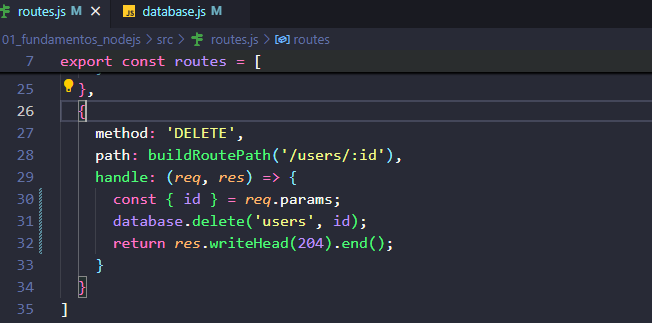 routes.js M × JS database.js M
01_fundamentos_nodejs > src > routes.js > routes
7 export const routes = [
25 },
26 {
27 method: 'DELETE',
28 path: buildRoutePath('/users/:id'),
29 handle: (req, res) => {
30 const { id } = req.params;
31 database.delete('users', id);
32 return res.writeHead(204).end();
33 }
34 }
35 ]